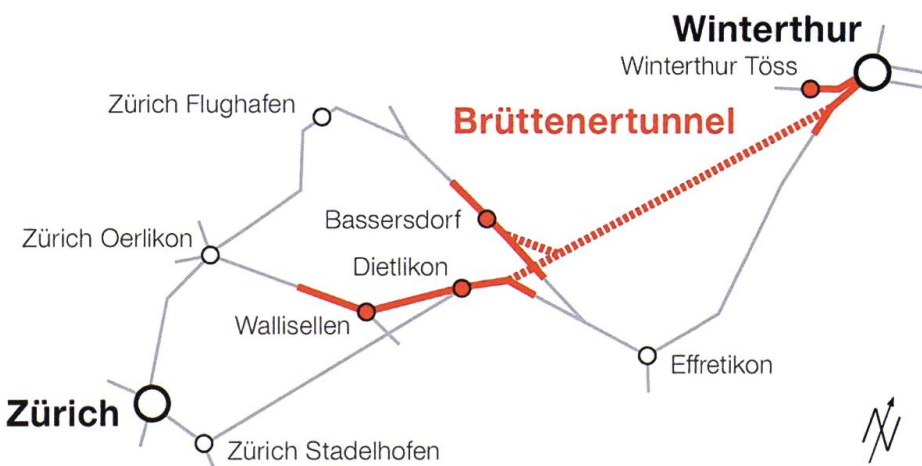 Winterthur
Winterthur Töss
Zürich Flughafen
Brüttenertunnel
Bassersdorf
Zürich Oerlikon
Dietlikon
Wallisellen
Effretikon
Zürich
Zürich Stadelhofen
N